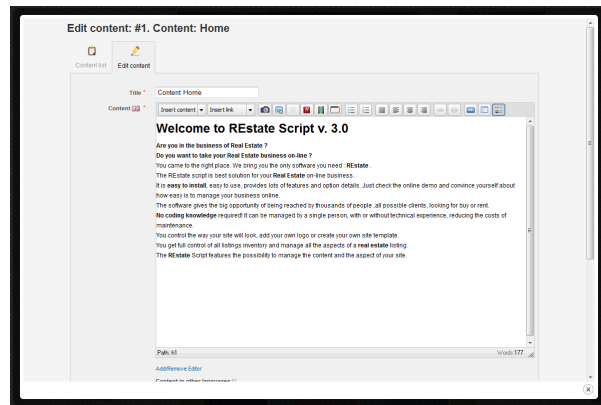 Edit content: #1. Content: Home
Content list
Edit content
Title *
Content: Home
Content *
Insert content
Insert link
Welcome to REstate Script v. 3.0
Are you in the business of Real Estate ?
Do you want to take your Real Estate business on-line ?
You came to the right place. We bring you the only software you need : REstate .
The REstate script is best solution for your Real Estate on-line business.
It is easy to install, easy to use, provides lots of features and option details. Just check the online demo and convince yourself about
how easy is to manage your business online.
The software gives the big opportunity of being reached by thousands of people ,all possible clients, looking for buy or rent.
No coding knowledge required! It can be managed by a single person, with or without technical experience, reducing the costs of
maintenance.
You control the way your site will look, add your own logo or create your own site template.
You get full control of all listings inventory and manage all the aspects of a real estate listing.
The REstate Script features the possibility to manage the content and the aspect of your site.
Path: h1
Words:177
Add/Remove Editor
Content in other languages